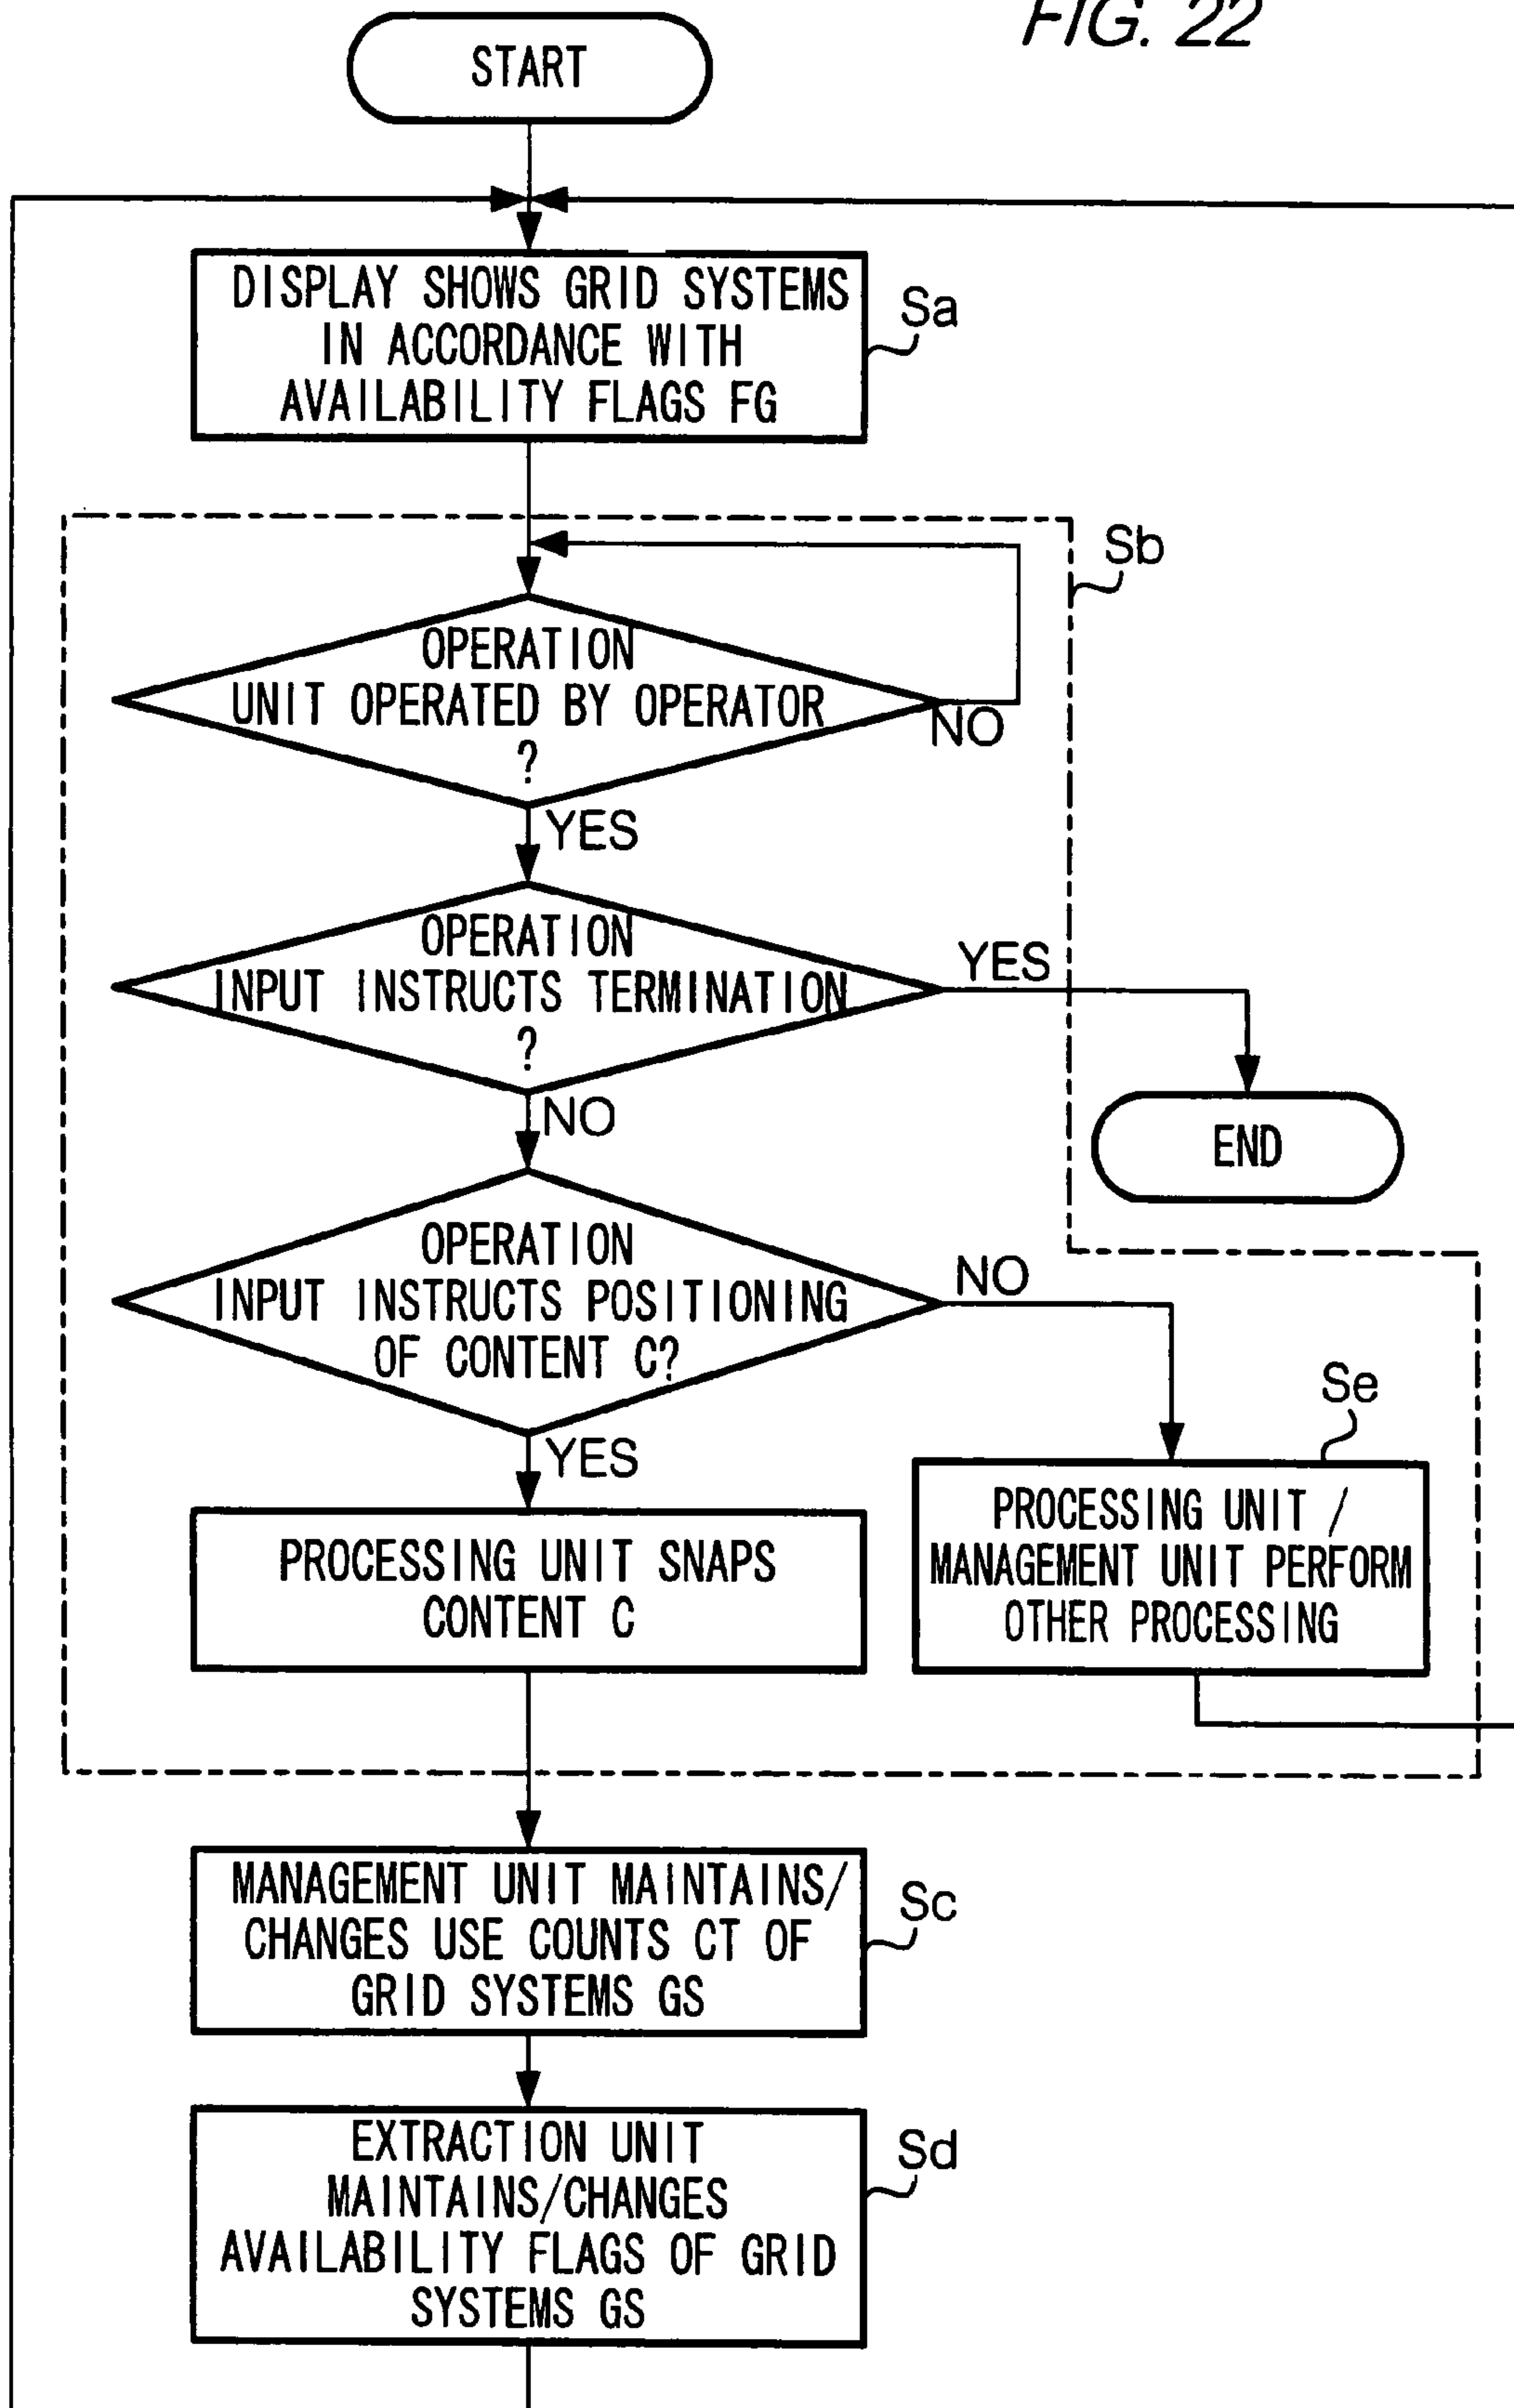 FIG. 22
START
DISPLAY SHOWS GRID SYSTEMS
IN ACCORDANCE WITH
AVAILABILITY FLAGS FG
Sa
Sb
OPERATION
UNIT OPERATED BY OPERATOR
?
NO
YES
OPERATION
INPUT INSTRUCTS TERMINATION
?
YES
NO
END
OPERATION
INPUT INSTRUCTS POSITIONING
OF CONTENT C?
NO
YES
Se
PROCESSING UNIT /
MANAGEMENT UNIT PERFORM
OTHER PROCESSING
PROCESSING UNIT SNAPS
CONTENT C
MANAGEMENT UNIT MAINTAINS/
CHANGES USE COUNTS CT OF
GRID SYSTEMS GS
Sc
EXTRACTION UNIT
MAINTAINS/CHANGES
AVAILABILITY FLAGS OF GRID
SYSTEMS GS
Sd